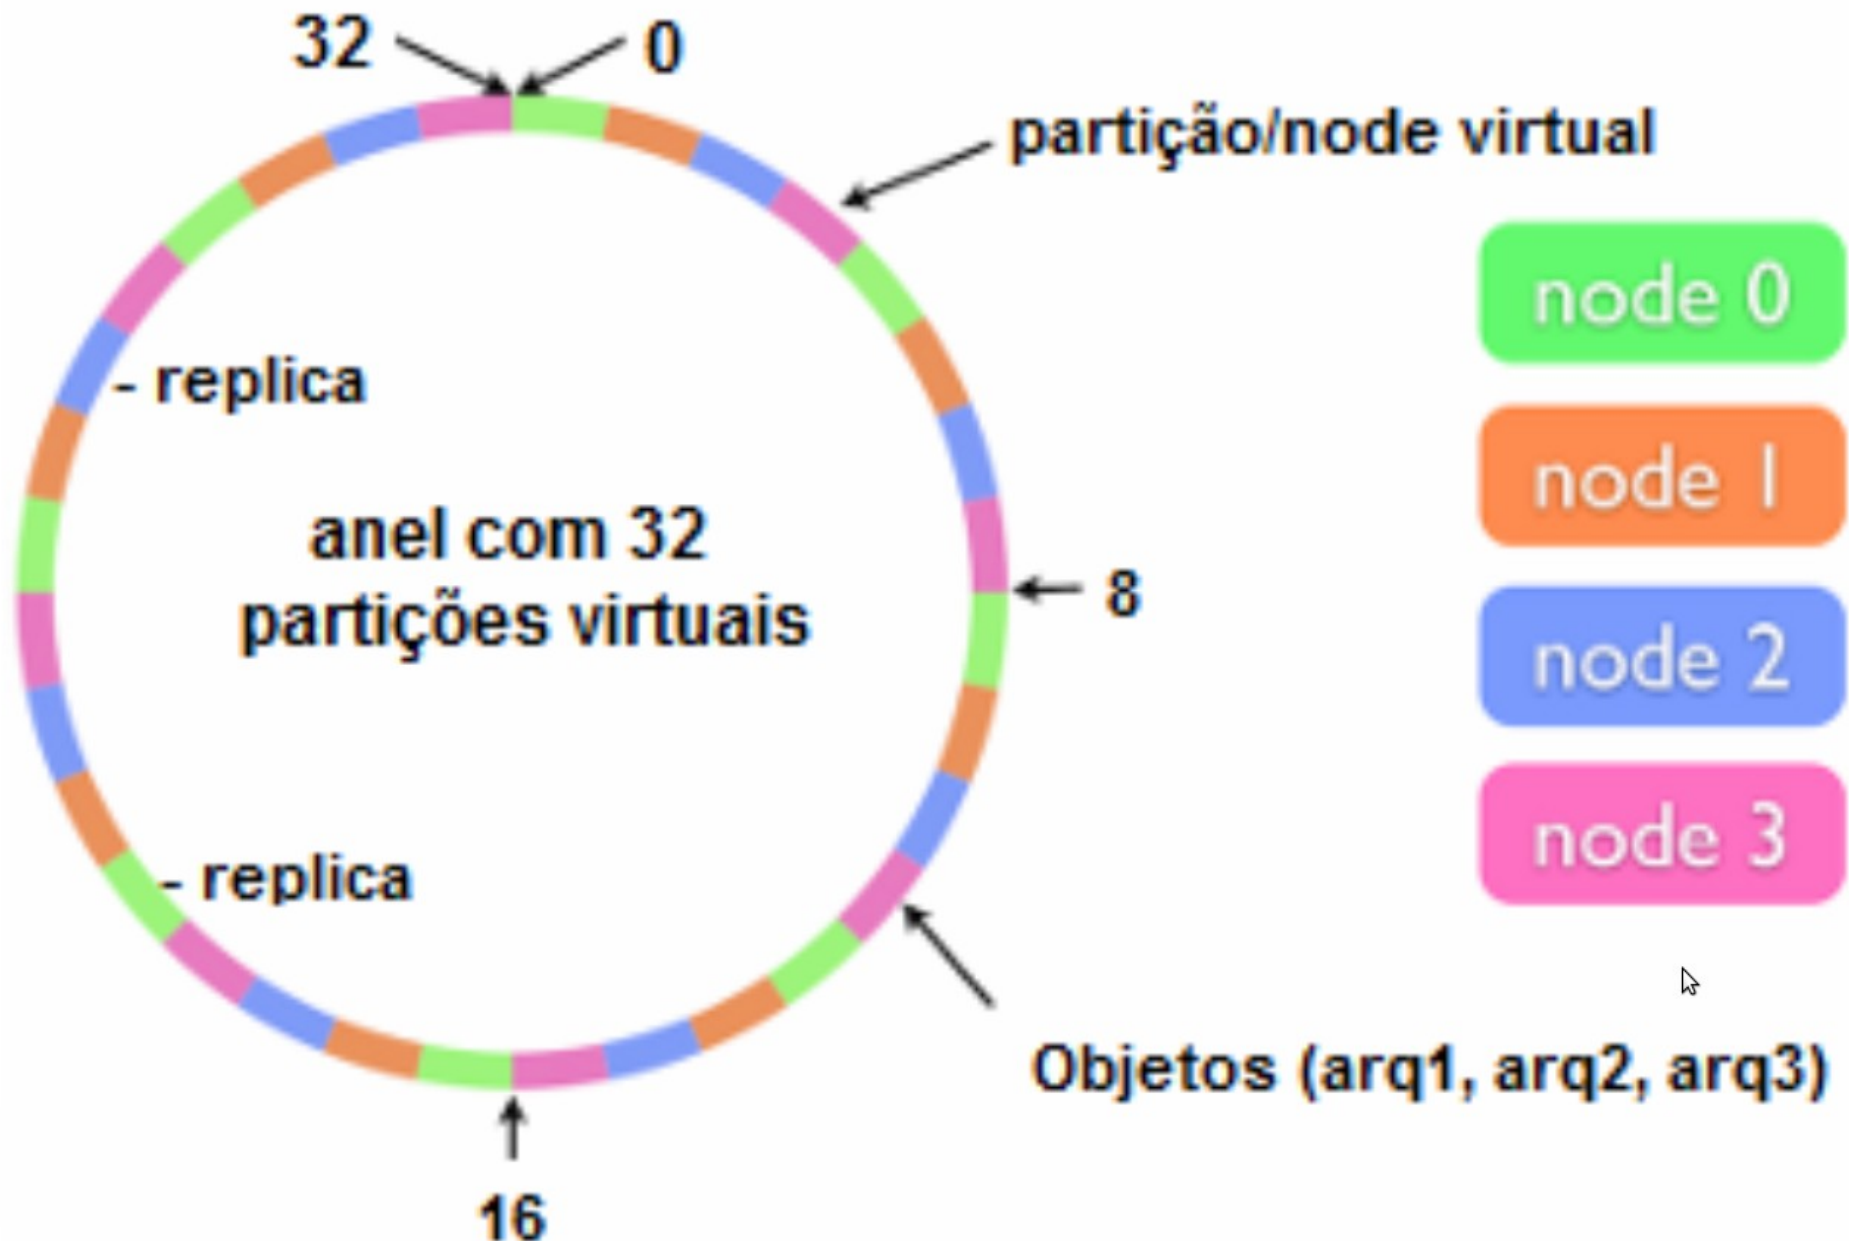 32
0
partição/node virtual
node 0
- replica
node 1
anel com 32
partições virtuais
8
node 2
node 3
- replica
Objetos (arq1, arq2, arq3)
16